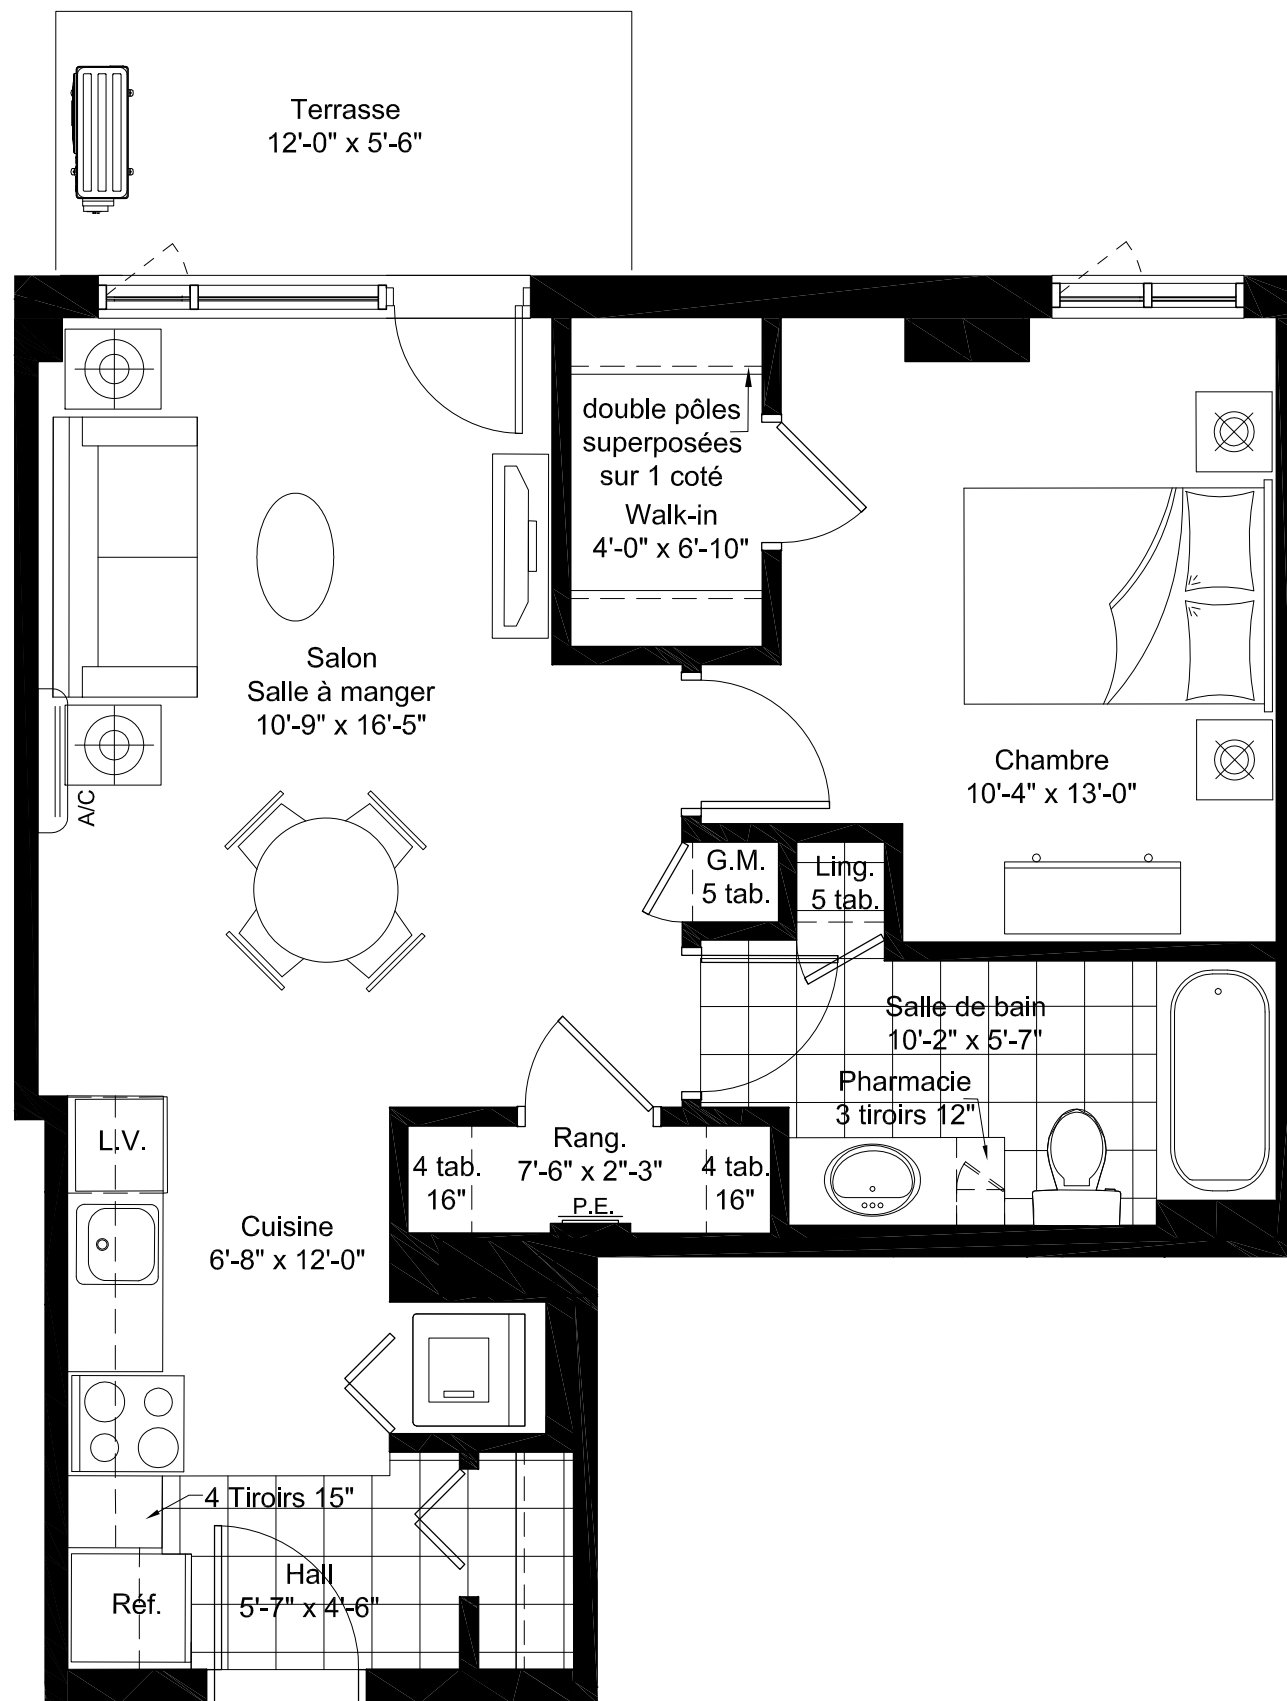 Terrasse
12'-0" x 5'-6"
double pôles
superposées
sur 1 coté
Walk-in
4'-0" x 6'-10"
Salon
Salle à manger
10'-9" x 16'-5"
A/C
Chambre
10'-4" x 13'-0"
G.M.
5 tab.
Ling.
5 tab.
Salle de bain
10'-2" x 5'-7"
Pharmacie
3 tiroirs 12"
L.V.
4 tab.
16"
Rang.
7'-6" x 2"-3"
P.E.
4 tab.
16"
Cuisine
6'-8" x 12'-0"
4 Tiroirs 15"
Hall
5'-7" x 4'-6"
Réf.